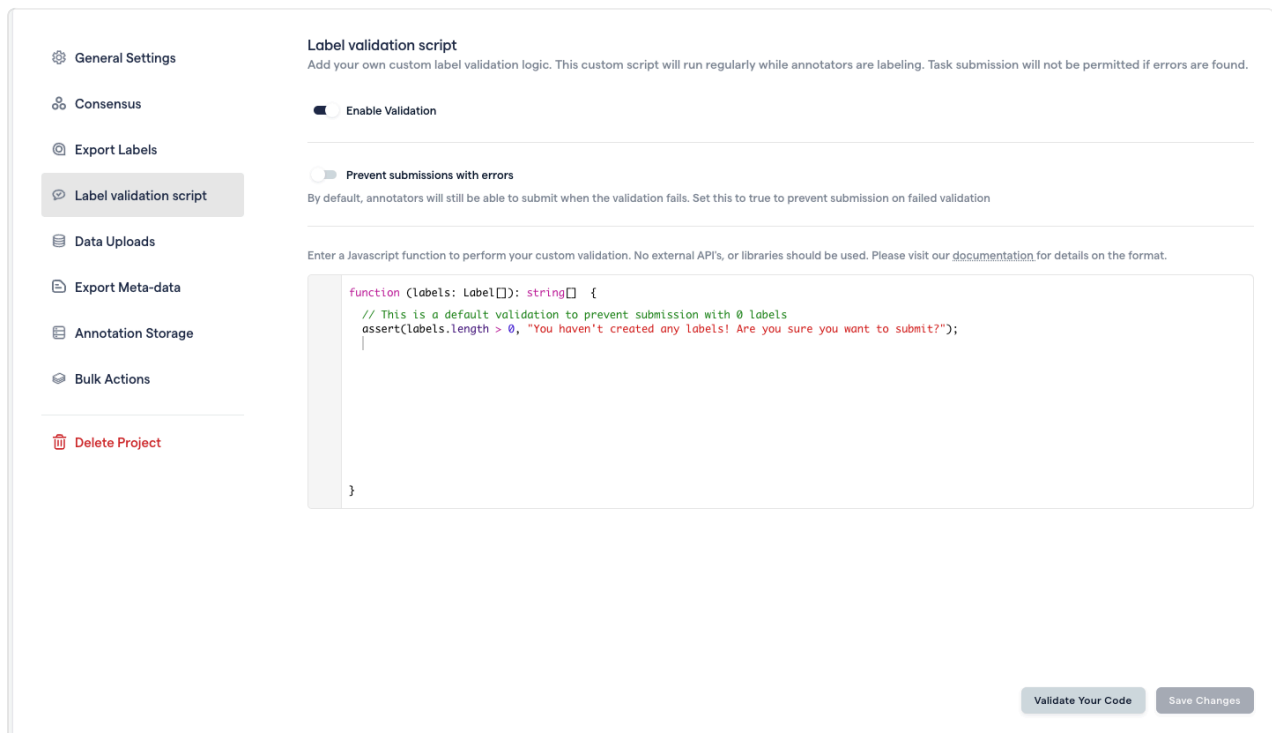 General Settings
Consensus
Export Labels
Label validation script
Data Uploads
Export Meta-data
Annotation Storage
Bulk Actions
Delete Project
Label validation script
Add your own custom label validation logic. This custom script will run regularly while annotators are labeling. Task submission will not be permitted if errors are found.
Enable Validation
Prevent submissions with errors
By default, annotators will still be able to submit when the validation fails. Set this to true to prevent submission on failed validation
Enter a Javascript function to perform your custom validation. No external API's, or libraries should be used. Please visit our documentation for details on the format.
function (labels: Label[]): string[] {
// This is a default validation to prevent submission with 0 labels
assert(labels.length > 0, "You haven't created any labels! Are you sure you want to submit?");
}
Validate Your Code
Save Changes